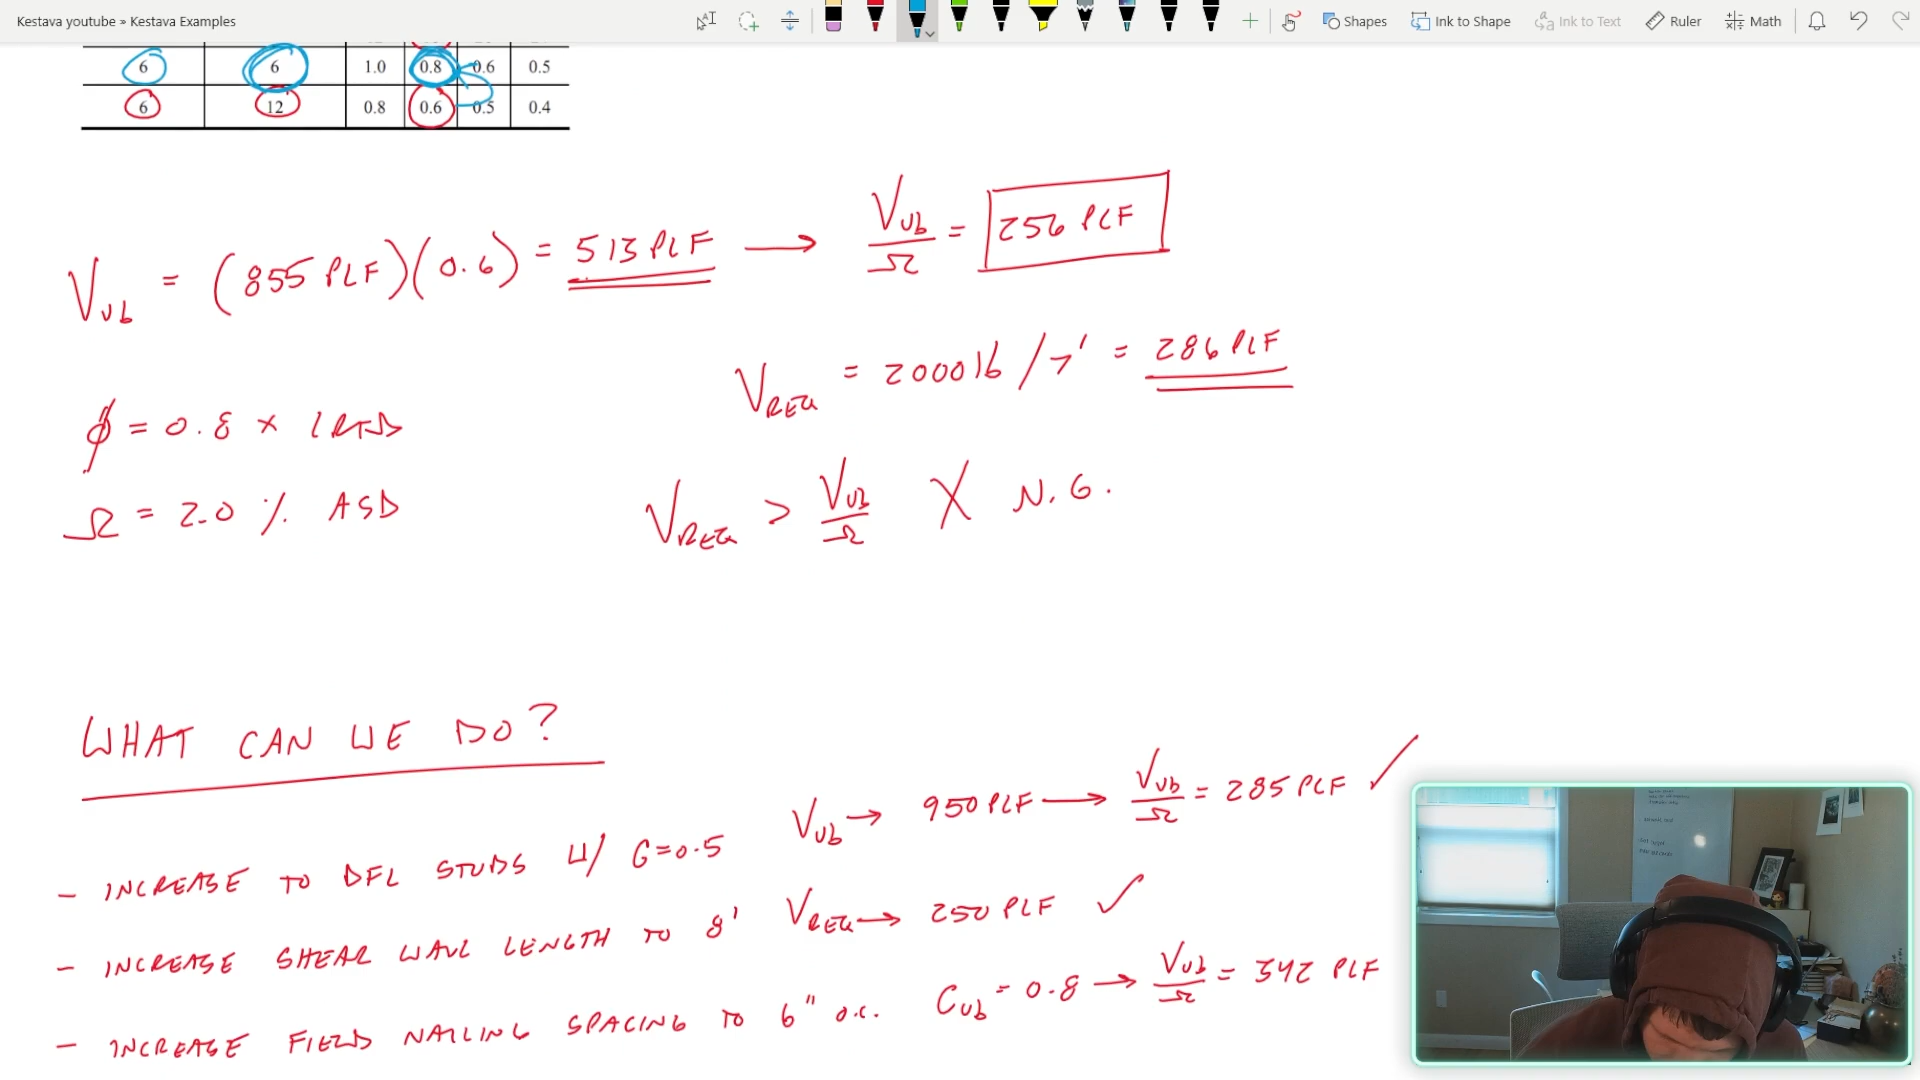 Kestava youtube » Kestava Examples
Shapes
Ink to Shape
Ink to Text
Ruler
Math
6 6 1.0 0.8 0.6 0.5
6 12 0.8 0.6 0.5 0.4
Vub = (855 PLF)(0.6) = 513 PLF → Vub/Ω = 256 PLF
VREQ = 2000 lb / 7' = 286 PLF
ϕ = 0.8 x LRFD
Ω = 2.0 ÷ ASD
VREQ > Vub/Ω X N.G.
WHAT CAN WE DO?
- INCREASE TO DFL STUDS W/ G=0.5 Vub → 950 PLF → Vub/Ω = 285 PLF ✓
- INCREASE SHEAR WALL LENGTH TO 8' VREQ → 250 PLF ✓
- INCREASE FIELD NAILING SPACING TO 6" o.c. Cub = 0.8 → Vub/Ω = 342 PLF